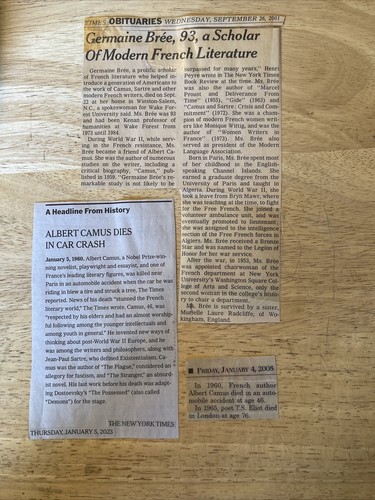 TIMES OBITUARIES WEDNESDAY, SEPTEMBER 26, 2001
Germaine Brée, 93, a Scholar
Of Modern French Literature
Germaine Brée, a prolific scholar
of French literature who helped in-
troduce a generation of Americans to
the work of Camus, Sartre and other
modern French writers, died on Sept.
22 at her home in Winston-Salem,
N.C., a spokeswoman for Wake For-
est University said. Ms. Brée was 93
and had been Kenan professor of
humanities at Wake Forest from
1973 until 1984.
During World War II, while serv-
ing in the French resistance, Ms.
Brée became a friend of Albert Ca-
mus. She was the author of numerous
studies on the writer, including a
critical biography, "Camus," pub-
lished in 1959. "Germaine Brée's re-
markable study is not likely to be
surpassed for many years," Henri
Peyre wrote in The New York Times
Book Review at the time. Ms. Brée
was also the author of "Marcel
Proust and Deliverance From
Time" (1955), "Gide" (1963) and
"Camus and Sartre: Crisis and Com-
mitment" (1972). She was a cham-
pion of modern French women writ-
ers like Monique Wittig, and was the
author of "Women Writers in
France" (1973). Ms. Brée also
served as president of the Modern
Language Association.
Born in Paris, Ms. Brée spent most
of her childhood in the English-
speaking Channel Islands. She
earned a graduate degree from the
University of Paris and taught in
Algeria. During World War II, she
took a leave from Bryn Mawr, where
she was teaching at the time, to fight
for the Free French. She joined a
volunteer ambulance unit, and was
eventually promoted to lieutenant;
she was assigned to the intelligence
section of the Free French forces in
Algiers. Ms. Brée received a Bronze
Star and was named to the Legion of
Honor for her war service.
After the war, in 1953, Ms. Brée
was appointed chairwoman of the
French department at New York
University's Washington Square Col-
lege of Arts and Science, only the
second woman in the college's histo-
ry to chair a department.
Ms. Brée is survived by a sister,
Murielle Laure Radcliffe, of Wo-
kingham, England.
A Headline From History
ALBERT CAMUS DIES
IN CAR CRASH
January 5, 1960. Albert Camus, a Nobel Prize-win-
ning novelist, playwright and essayist, and one of
France's leading literary figures, was killed near
Paris in an automobile accident when the car he was
riding in blew a tire and struck a tree, The Times
reported. News of his death "stunned the French
literary world," The Times wrote. Camus, 46, was
"respected by his elders and had an almost worship-
ful following among the younger intellectuals and
among youth in general." He invented new ways of
thinking about post-World War II Europe, and he
was among the writers and philosophers, along with
Jean-Paul Sartre, who defined Existentialism. Ca-
mus was the author of "The Plague," considered an
allegory for fascism, and "The Stranger," an absurd-
ist novel. His last work before his death was adap-
ting Dostoevsky's "The Possessed" (also called
"Demons") for the stage.
THE NEW YORK TIMES
THURSDAY, JANUARY 5, 2023
■ FRIDAY, JANUARY 4, 2008
In 1960, French author
Albert Camus died in an auto-
mobile accident at age 46.
In 1965, poet T.S. Eliot died
in London at age 76.